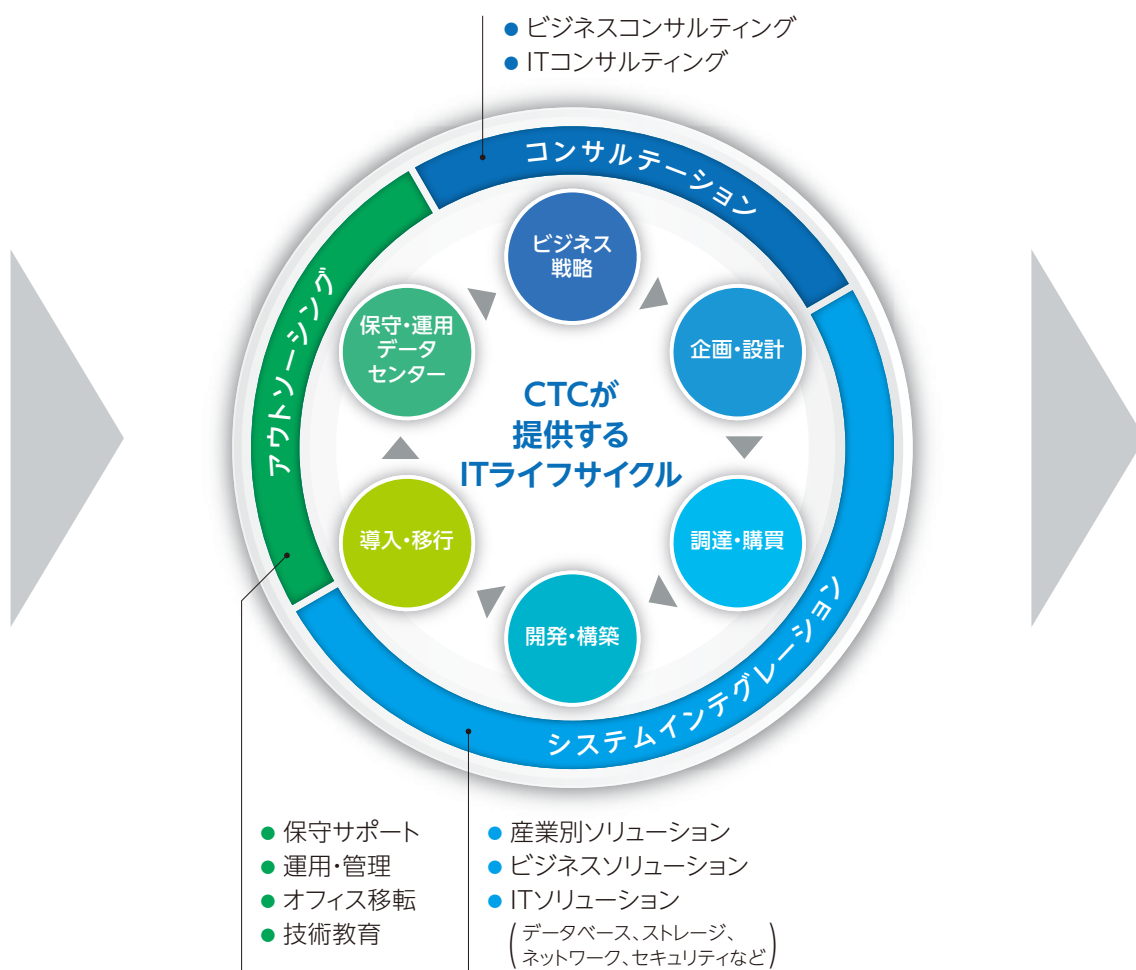 ビジネスコンサルティング
ITコンサルティング
コンサルテーション
アウトソーシング
システムインテグレーション
ビジネス
戦略
企画・設計
調達・購買
開発・構築
導入・移行
保守・運用
データ
センター
CTCが
提供する
ITライフサイクル
保守サポート
運用・管理
オフィス移転
技術教育
産業別ソリューション
ビジネスソリューション
ITソリューション
(データベース、ストレージ、
ネットワーク、セキュリティなど)